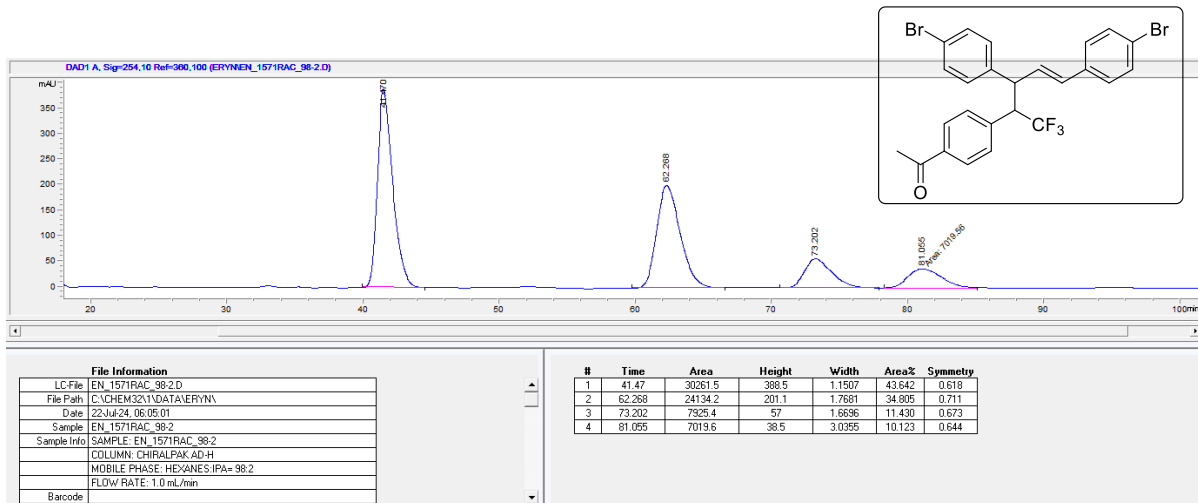 DAD1 A, Sig=254,10 Ref=360,100 (ERYN\EN_1571RAC_98-2.D)
mAU
350
300
250
200
150
100
50
0
41.470
62.268
73.202
81.055
Area: 7019.56
20 30 40 50 60 70 80 90 100 min
Br
Br
CF3
O
File Information
LC-File EN_1571RAC_98-2.D
File Path C:\CHEM32\1\DATA\ERYN\
Date 22-Jul-24, 06:05:01
Sample EN_1571RAC_98-2
Sample Info SAMPLE: EN_1571RAC_98-2
COLUMN: CHIRALPAK AD-H
MOBILE PHASE: HEXANES:IPA= 98:2
FLOW RATE: 1.0 mL/min
Barcode
# Time Area Height Width Area% Symmetry
1 41.47 30261.5 388.5 1.1507 43.642 0.618
2 62.268 24134.2 201.1 1.7681 34.805 0.711
3 73.202 7925.4 57 1.6696 11.430 0.673
4 81.055 7019.6 38.5 3.0355 10.123 0.644